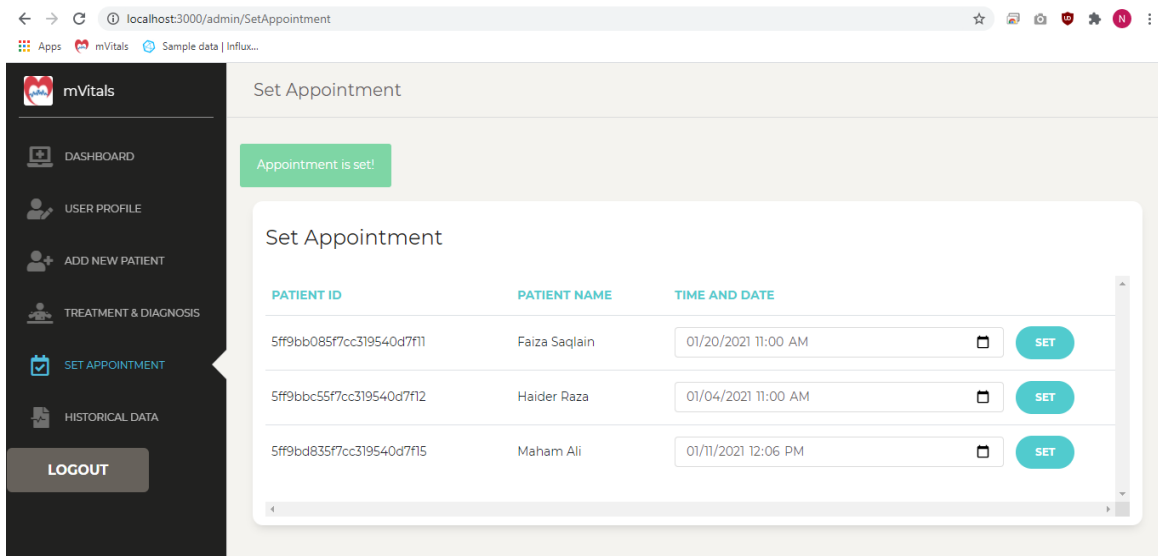 localhost:3000/admin/SetAppointment
N
Apps mVitals Sample data | Influx...
mVitals
Set Appointment
DASHBOARD
USER PROFILE
ADD NEW PATIENT
TREATMENT & DIAGNOSIS
SET APPOINTMENT
HISTORICAL DATA
LOGOUT
Appointment is set!
Set Appointment
PATIENT ID PATIENT NAME TIME AND DATE
5ff9bb085f7cc319540d7f11 Faiza Saqlain 01/20/2021 11:00 AM SET
5ff9bbc55f7cc319540d7f12 Haider Raza 01/04/2021 11:00 AM SET
5ff9bd835f7cc319540d7f15 Maham Ali 01/11/2021 12:06 PM SET